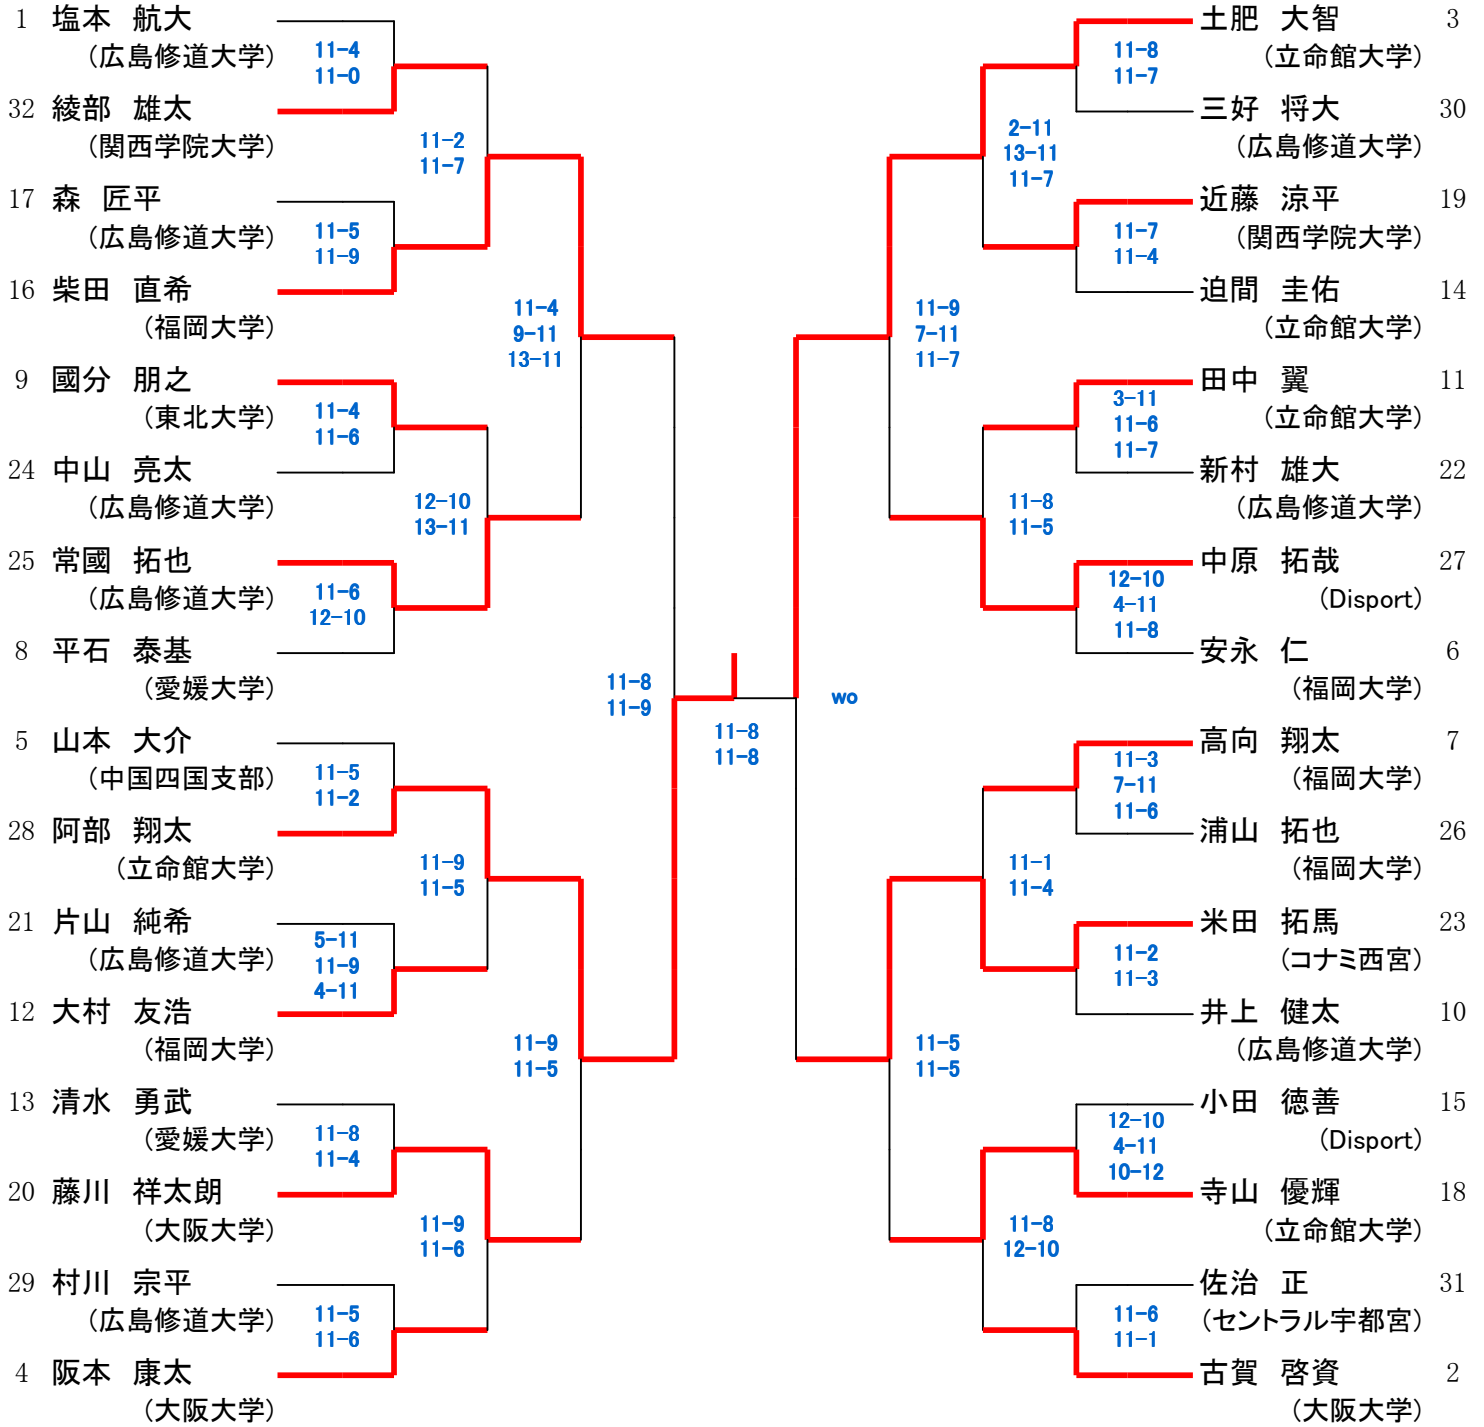 1 塩本 航大
(広島修道大学)
11-4
11-0
32 綾部 雄太
(関西学院大学)
11-2
11-7
17 森 匠平
(広島修道大学)
11-5
11-9
16 柴田 直希
(福岡大学)
11-4
9-11
13-11
9 國分 朋之
(東北大学)
11-4
11-6
24 中山 亮太
(広島修道大学)
12-10
13-11
25 常國 拓也
(広島修道大学)
11-6
12-10
8 平石 泰基
(愛媛大学)
11-8
11-9
5 山本 大介
(中国四国支部)
11-5
11-2
28 阿部 翔太
(立命館大学)
11-9
11-5
21 片山 純希
(広島修道大学)
5-11
11-9
4-11
12 大村 友浩
(福岡大学)
11-9
11-5
13 清水 勇武
(愛媛大学)
11-8
11-4
20 藤川 祥太朗
(大阪大学)
11-9
11-6
29 村川 宗平
(広島修道大学)
11-5
11-6
4 阪本 康太
(大阪大学)
11-8
11-8
wo
土肥 大智 3
(立命館大学)
11-8
11-7
三好 将大 30
(広島修道大学)
2-11
13-11
11-7
近藤 涼平 19
(関西学院大学)
11-7
11-4
迫間 圭佑 14
(立命館大学)
11-9
7-11
11-7
田中 翼 11
(立命館大学)
3-11
11-6
11-7
新村 雄大 22
(広島修道大学)
11-8
11-5
中原 拓哉 27
(Disport)
12-10
4-11
11-8
安永 仁 6
(福岡大学)
高向 翔太 7
(福岡大学)
11-3
7-11
11-6
浦山 拓也 26
(福岡大学)
11-1
11-4
米田 拓馬 23
(コナミ西宮)
11-2
11-3
井上 健太 10
(広島修道大学)
11-5
11-5
小田 徳善 15
(Disport)
12-10
4-11
10-12
寺山 優輝 18
(立命館大学)
11-8
12-10
佐治 正 31
(セントラル宇都宮)
11-6
11-1
古賀 啓資 2
(大阪大学)